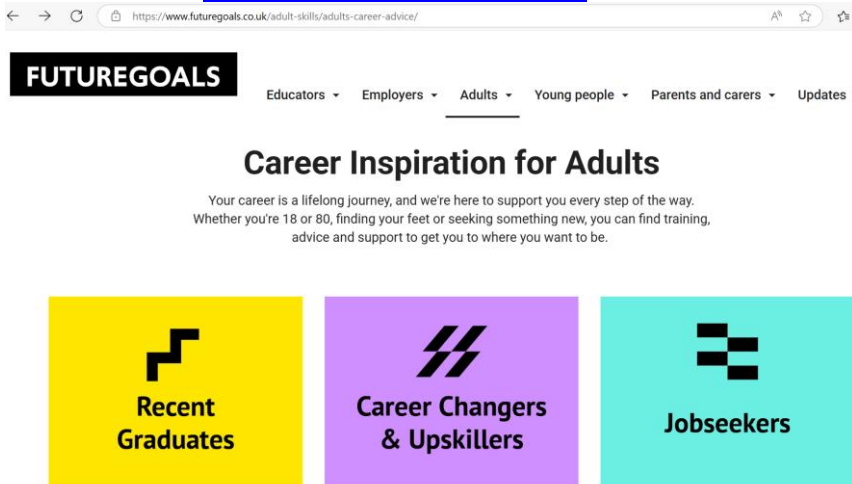 https://www.futuregoals.co.uk/adult-skills/adults-career-advice/
FUTUREGOALS
Educators Employers Adults Young people Parents and carers Updates
Career Inspiration for Adults
Your career is a lifelong journey, and we're here to support you every step of the way.
Whether you're 18 or 80, finding your feet or seeking something new, you can find training,
advice and support to get you to where you want to be.
Recent
Graduates
Career Changers
& Upskillers
Jobseekers